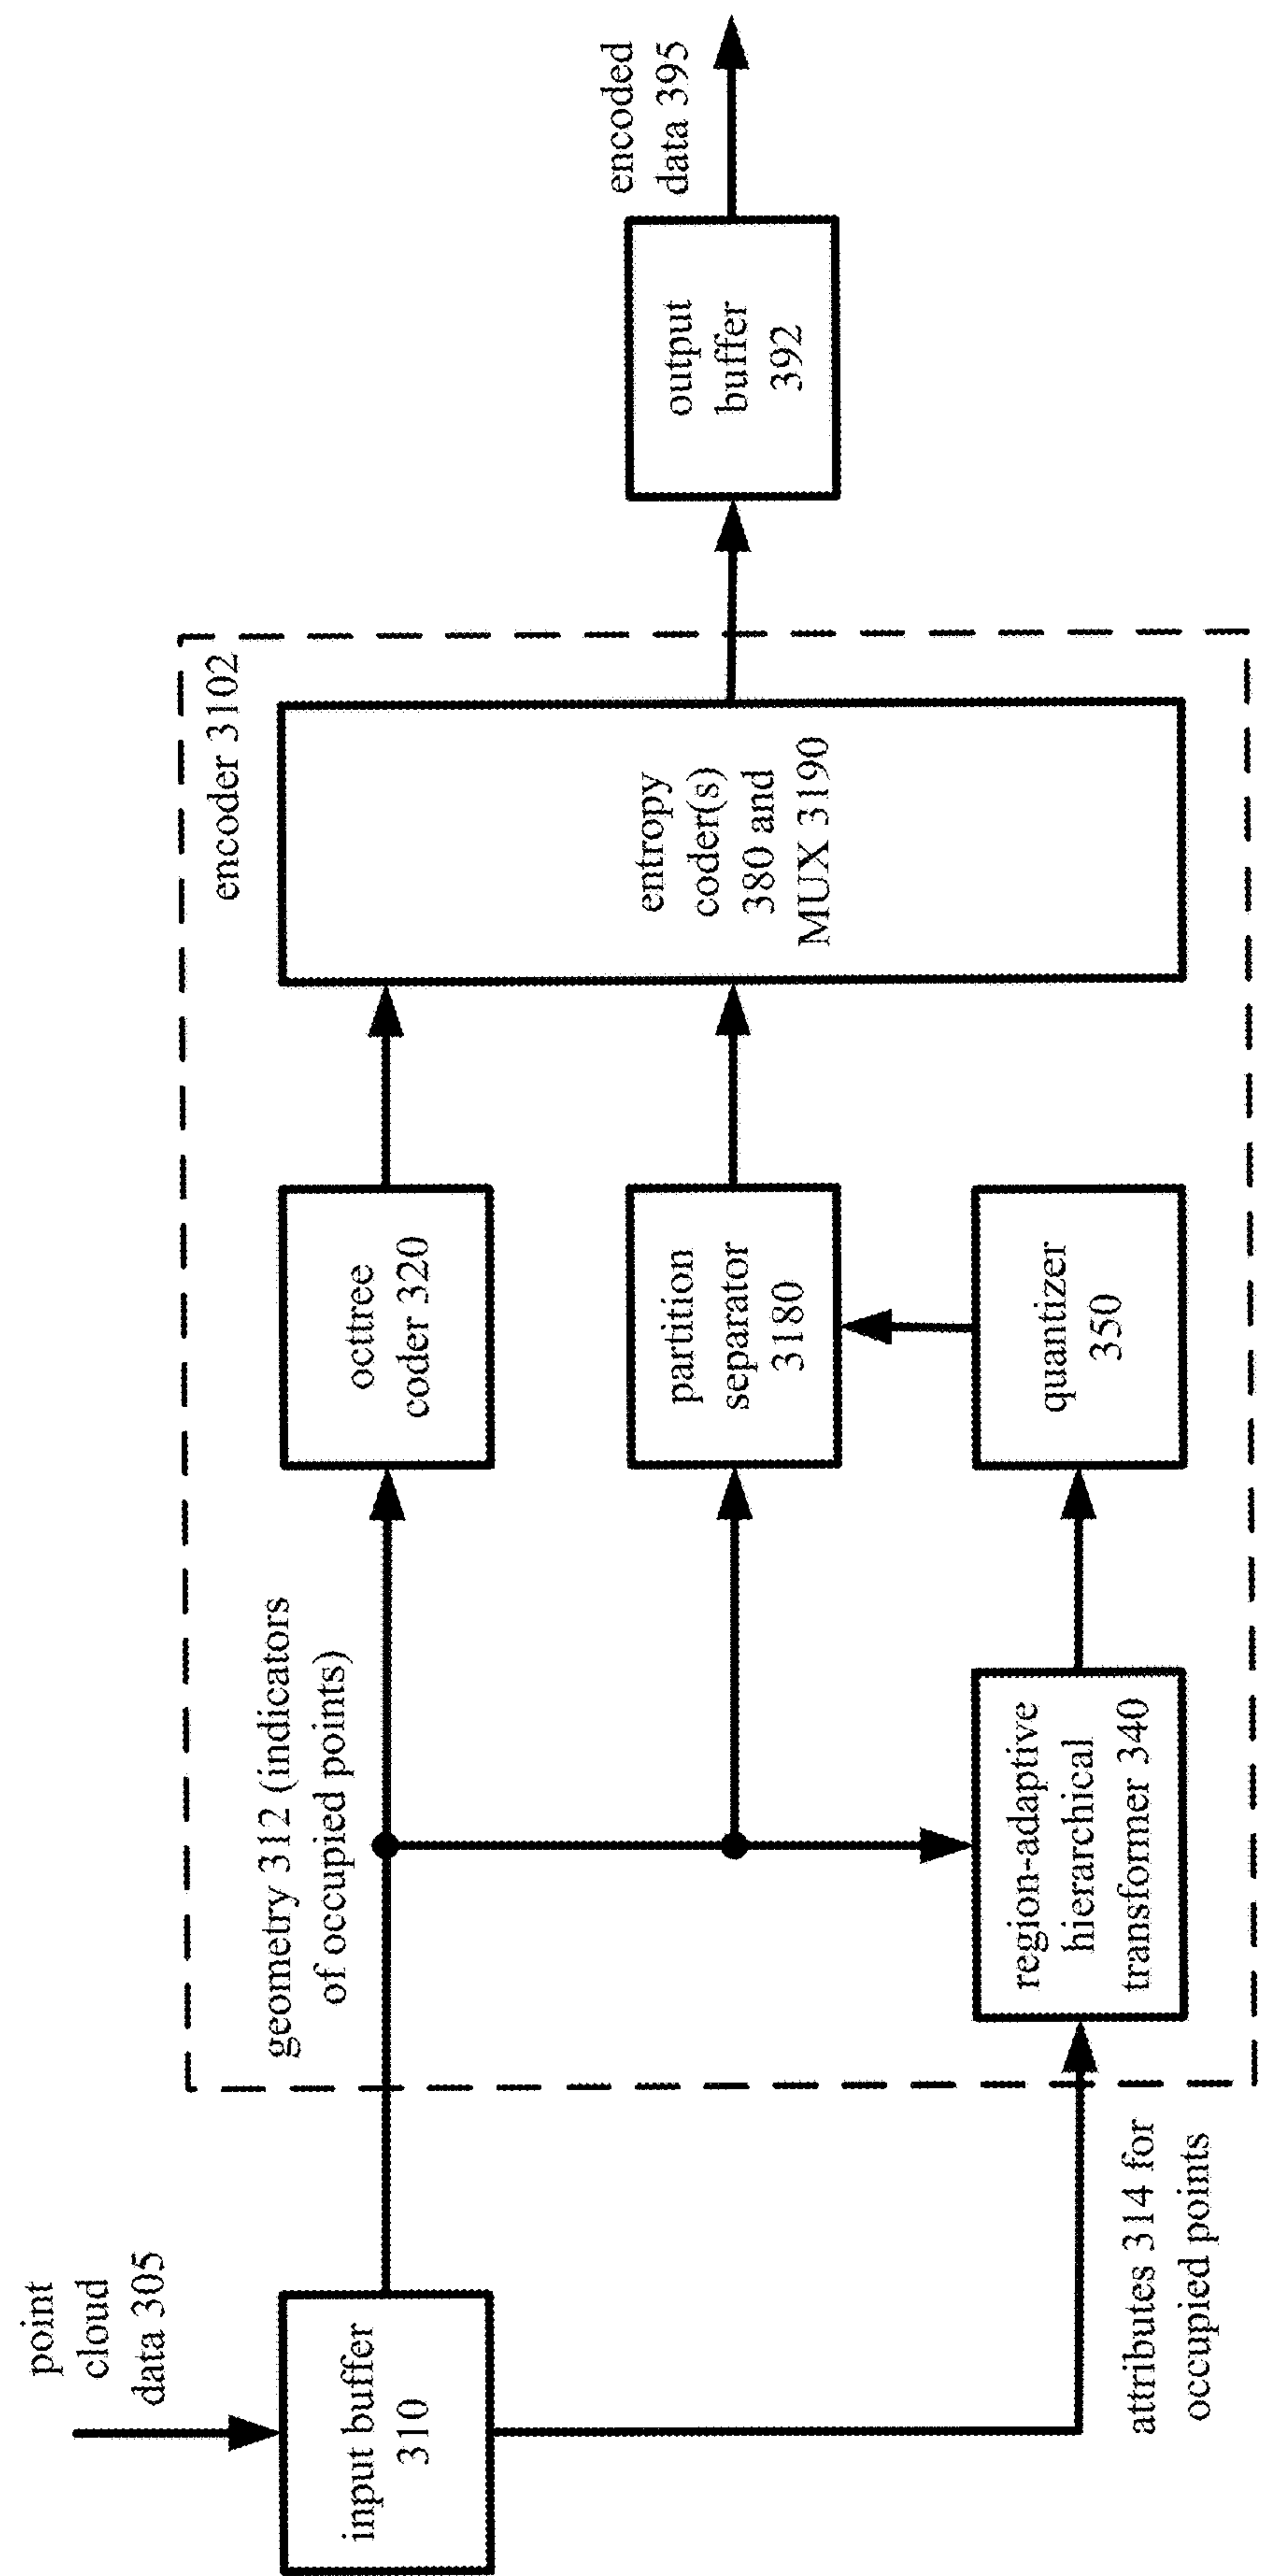 point
cloud
data 305
input buffer
310
geometry 312 (indicators
of occupied points)
attributes 314 for
occupied points
encoder 3102
octtree
coder 320
partition
separator
3180
region-adaptive
hierarchical
transformer 340
quantizer
350
entropy
coder(s)
380 and
MUX 3190
output
buffer
392
encoded
data 395